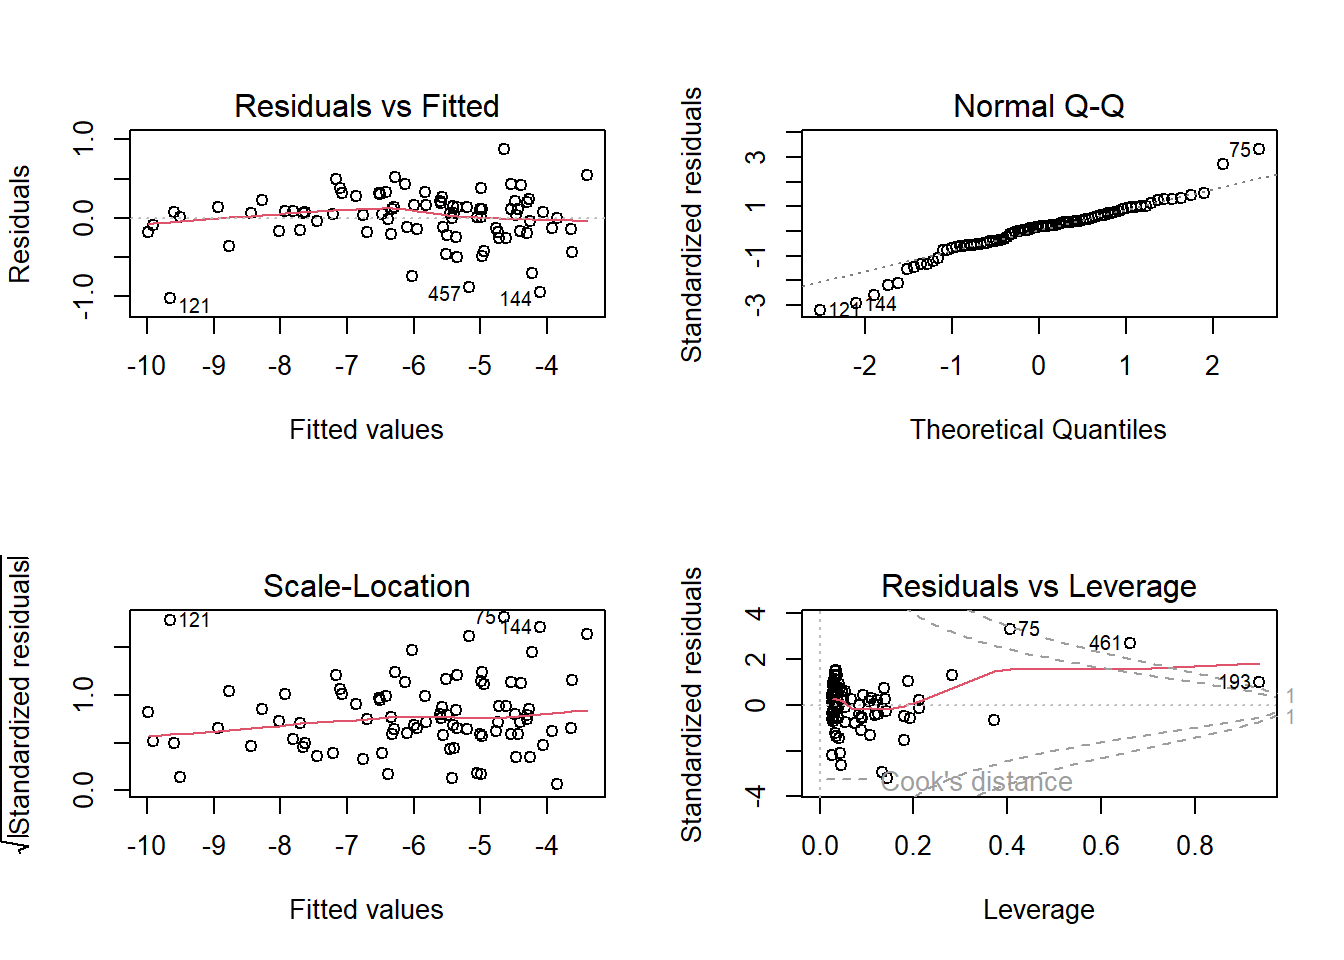 Residuals vs Fitted
Residuals
1.0
0.0
-1.0
121
457
144
-10 -9 -8 -7 -6 -5 -4
Fitted values
Normal Q-Q
Standardized residuals
3
1
-1
-3
75
121
144
-2 -1 0 1 2
Theoretical Quantiles
Scale-Location
√|Standardized residuals|
1.0
0.0
121
75
144
-10 -9 -8 -7 -6 -5 -4
Fitted values
Residuals vs Leverage
Standardized residuals
4
2
0
-4
75
461
193
1
1
Cook's distance
0.0 0.2 0.4 0.6 0.8
Leverage